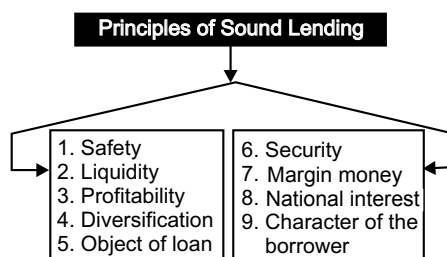 Principles of Sound Lending
1. Safety
2. Liquidity
3. Profitability
4. Diversification
5. Object of loan
6. Security
7. Margin money
8. National interest
9. Character of the
borrower